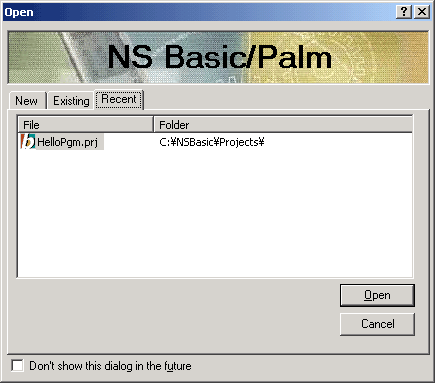 Open
NS Basic/Palm
New Existing Recent
File Folder
HelloPgm.prj C:¥NSBasic¥Projects¥
Open
Cancel
Don't show this dialog in the future